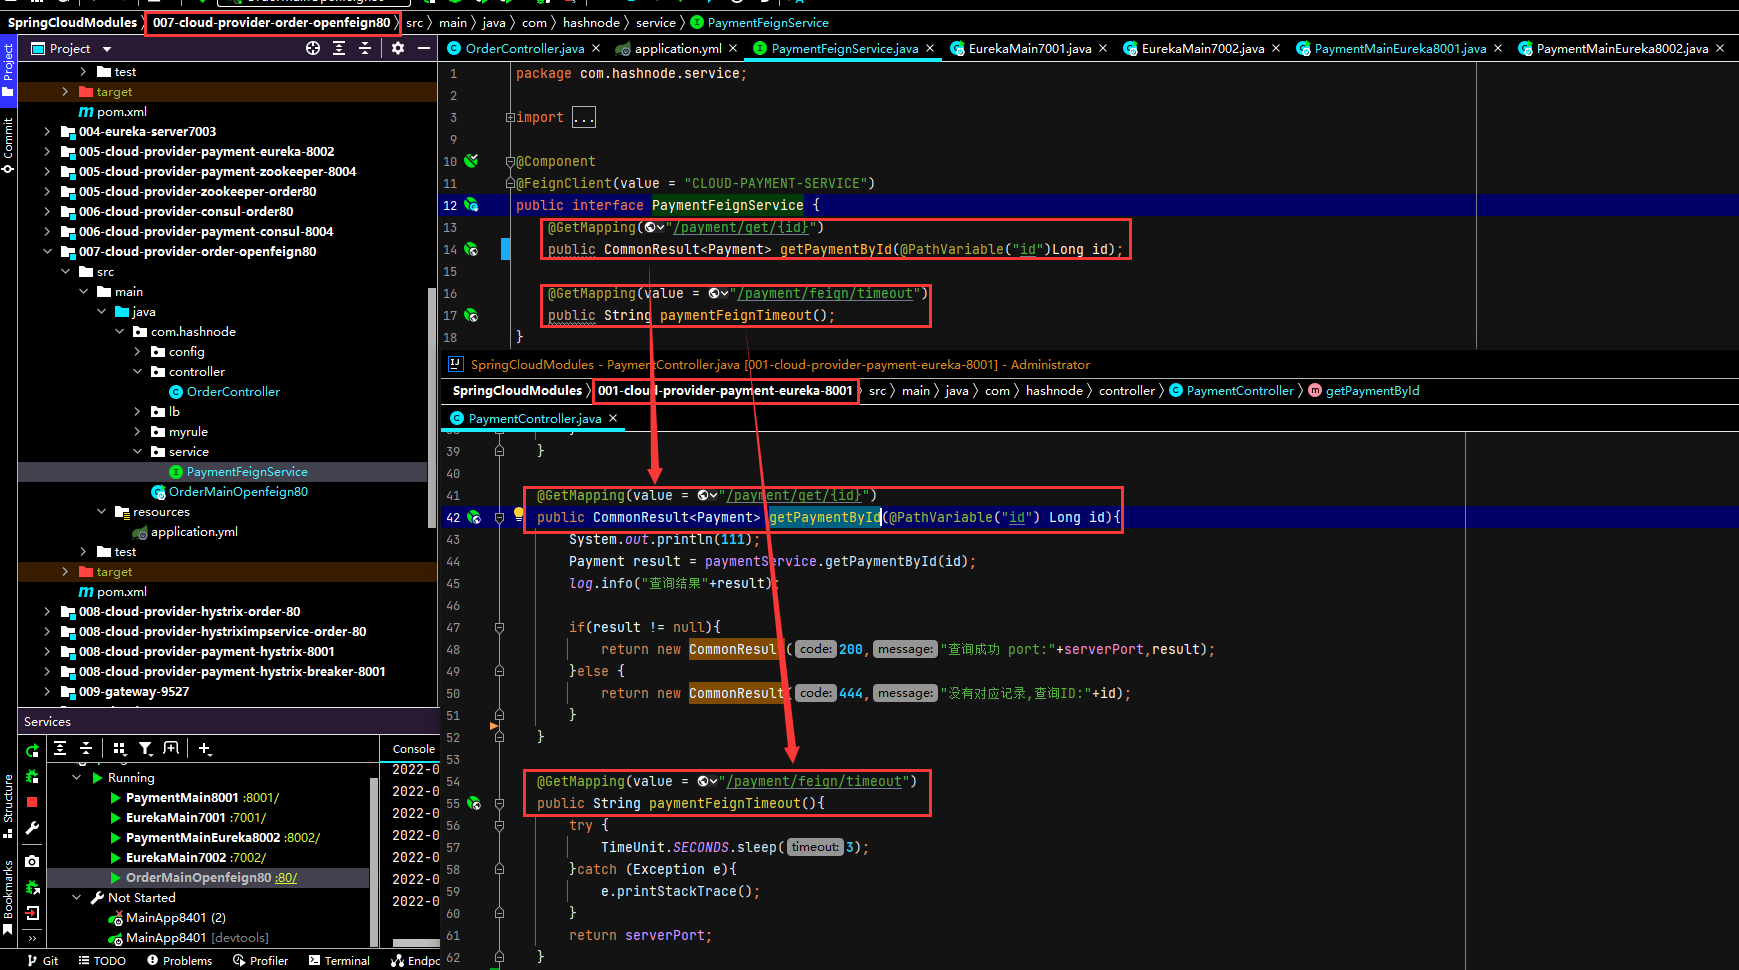 SpringCloudModules 〉 007-cloud-provider-order-openfeign80 〉 src 〉 main 〉 java 〉 com 〉 hashnode 〉 service 〉 PaymentFeignService
Project
OrderController.java × application.yml × PaymentFeignService.java × EurekaMain7001.java × EurekaMain7002.java × PaymentMainEureka8001.java × PaymentMainEureka8002.java ×
Project
Commit
test
target
pom.xml
004-eureka-server7003
005-cloud-provider-payment-eureka-8002
005-cloud-provider-payment-zookeeper-8004
005-cloud-provider-zookeeper-order80
006-cloud-provider-consul-order80
006-cloud-provider-payment-consul-8004
007-cloud-provider-order-openfeign80
src
main
java
com.hashnode
config
controller
OrderController
lb
myrule
service
PaymentFeignService
OrderMainOpenfeign80
resources
application.yml
test
target
pom.xml
008-cloud-provider-hystrix-order-80
008-cloud-provider-hystriximpservice-order-80
008-cloud-provider-payment-hystrix-8001
008-cloud-provider-payment-hystrix-breaker-8001
009-gateway-9527
1 package com.hashnode.service;
2
3 import ...
9
10 @Component
11 @FeignClient(value = "CLOUD-PAYMENT-SERVICE")
12 public interface PaymentFeignService {
13 @GetMapping("/payment/get/{id}")
14 public CommonResult<Payment> getPaymentById(@PathVariable("id")Long id);
15
16 @GetMapping(value = "/payment/feign/timeout")
17 public String paymentFeignTimeout();
18 }
SpringCloudModules - PaymentController.java [001-cloud-provider-payment-eureka-8001] - Administrator
SpringCloudModules 〉 001-cloud-provider-payment-eureka-8001 〉 src 〉 main 〉 java 〉 com 〉 hashnode 〉 controller 〉 PaymentController 〉 getPaymentById
PaymentController.java ×
39 }
40
41 @GetMapping(value = "/payment/get/{id}")
42 public CommonResult<Payment> getPaymentById(@PathVariable("id") Long id){
43 System.out.println(111);
44 Payment result = paymentService.getPaymentById(id);
45 log.info("查询结果"+result);
46
47 if(result != null){
48 return new CommonResult(code: 200, message: "查询成功 port:"+serverPort,result);
49 }else {
50 return new CommonResult(code: 444, message: "没有对应记录,查询ID:"+id);
51 }
52 }
53
54 @GetMapping(value = "/payment/feign/timeout")
55 public String paymentFeignTimeout(){
56 try {
57 TimeUnit.SECONDS.sleep(timeout: 3);
58 }catch (Exception e){
59 e.printStackTrace();
60 }
61 return serverPort;
62 }
Services
Console
Running
PaymentMain8001 :8001/
EurekaMain7001 :7001/
PaymentMainEureka8002 :8002/
EurekaMain7002 :7002/
OrderMainOpenfeign80 :80/
Not Started
MainApp8401 (2)
MainApp8401 [devtools]
2022-0
2022-0
2022-0
2022-0
2022-0
2022-0
2022-0
Structure
Bookmarks
Git TODO Problems Profiler Terminal Endpo